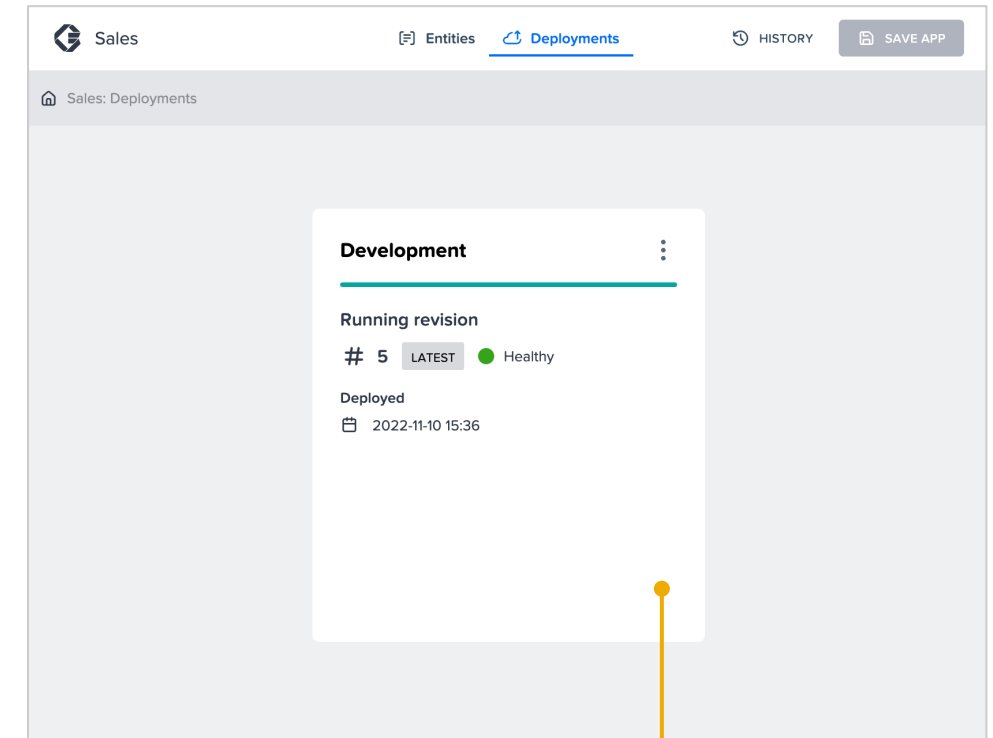 Sales
Entities
Deployments
HISTORY
SAVE APP
Sales: Deployments
Development
Running revision
# 5 LATEST Healthy
Deployed
2022-11-10 15:36